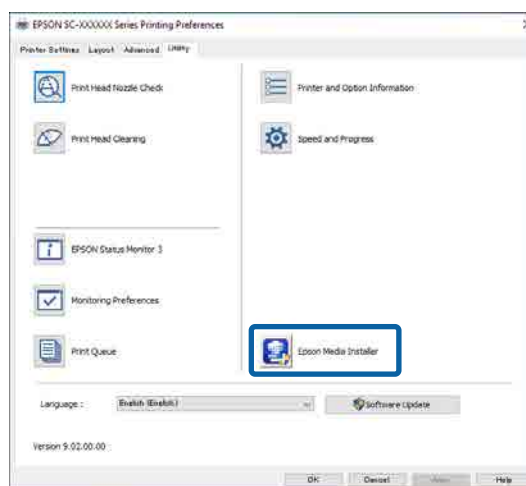 EPSON SC-XXXXXX Series Printing Preferences
Printer Settings Layout Advanced Utility
Print Head Nozzle Check
Printer and Option Information
Print Head Cleaning
Speed and Progress
EPSON Status Monitor 3
Monitoring Preferences
Print Queue
Epson Media Installer
Language :
English (English)
Software Update
Version 9.02.00.00
OK Cancel Apply Help